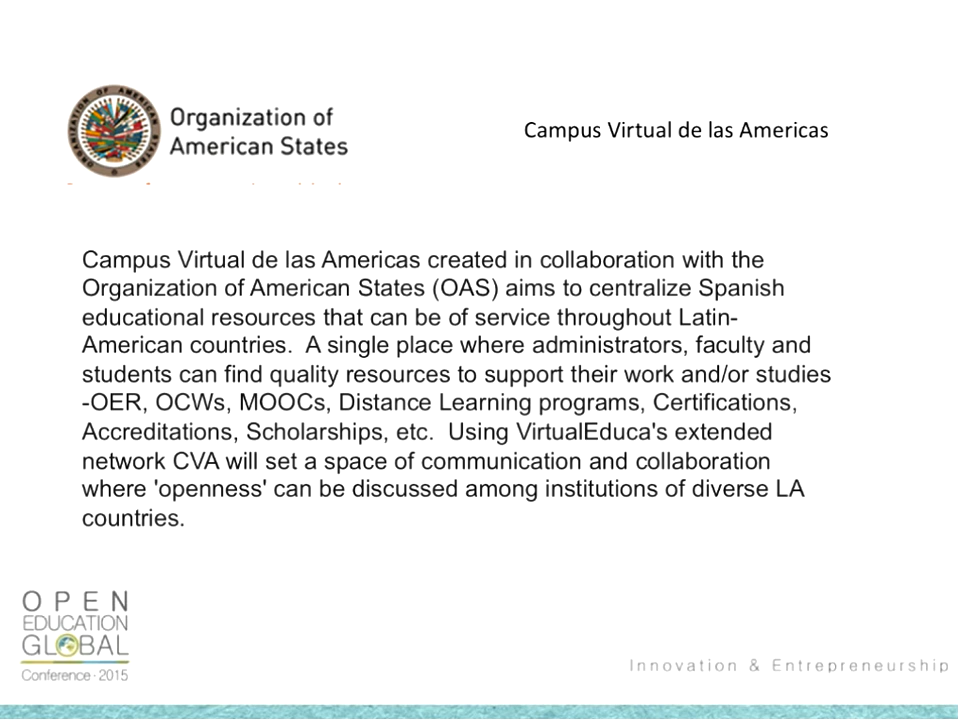 Organization of
American States
Campus Virtual de las Americas
Campus Virtual de las Americas created in collaboration with the
Organization of American States (OAS) aims to centralize Spanish
educational resources that can be of service throughout Latin-
American countries.  A single place where administrators, faculty and
students can find quality resources to support their work and/or studies
-OER, OCWs, MOOCs, Distance Learning programs, Certifications,
Accreditations, Scholarships, etc.  Using VirtualEduca's extended
network CVA will set a space of communication and collaboration
where 'openness' can be discussed among institutions of diverse LA
countries.
OPEN
EDUCATION
GLOBAL
Conference · 2015
Innovation & Entrepreneurship